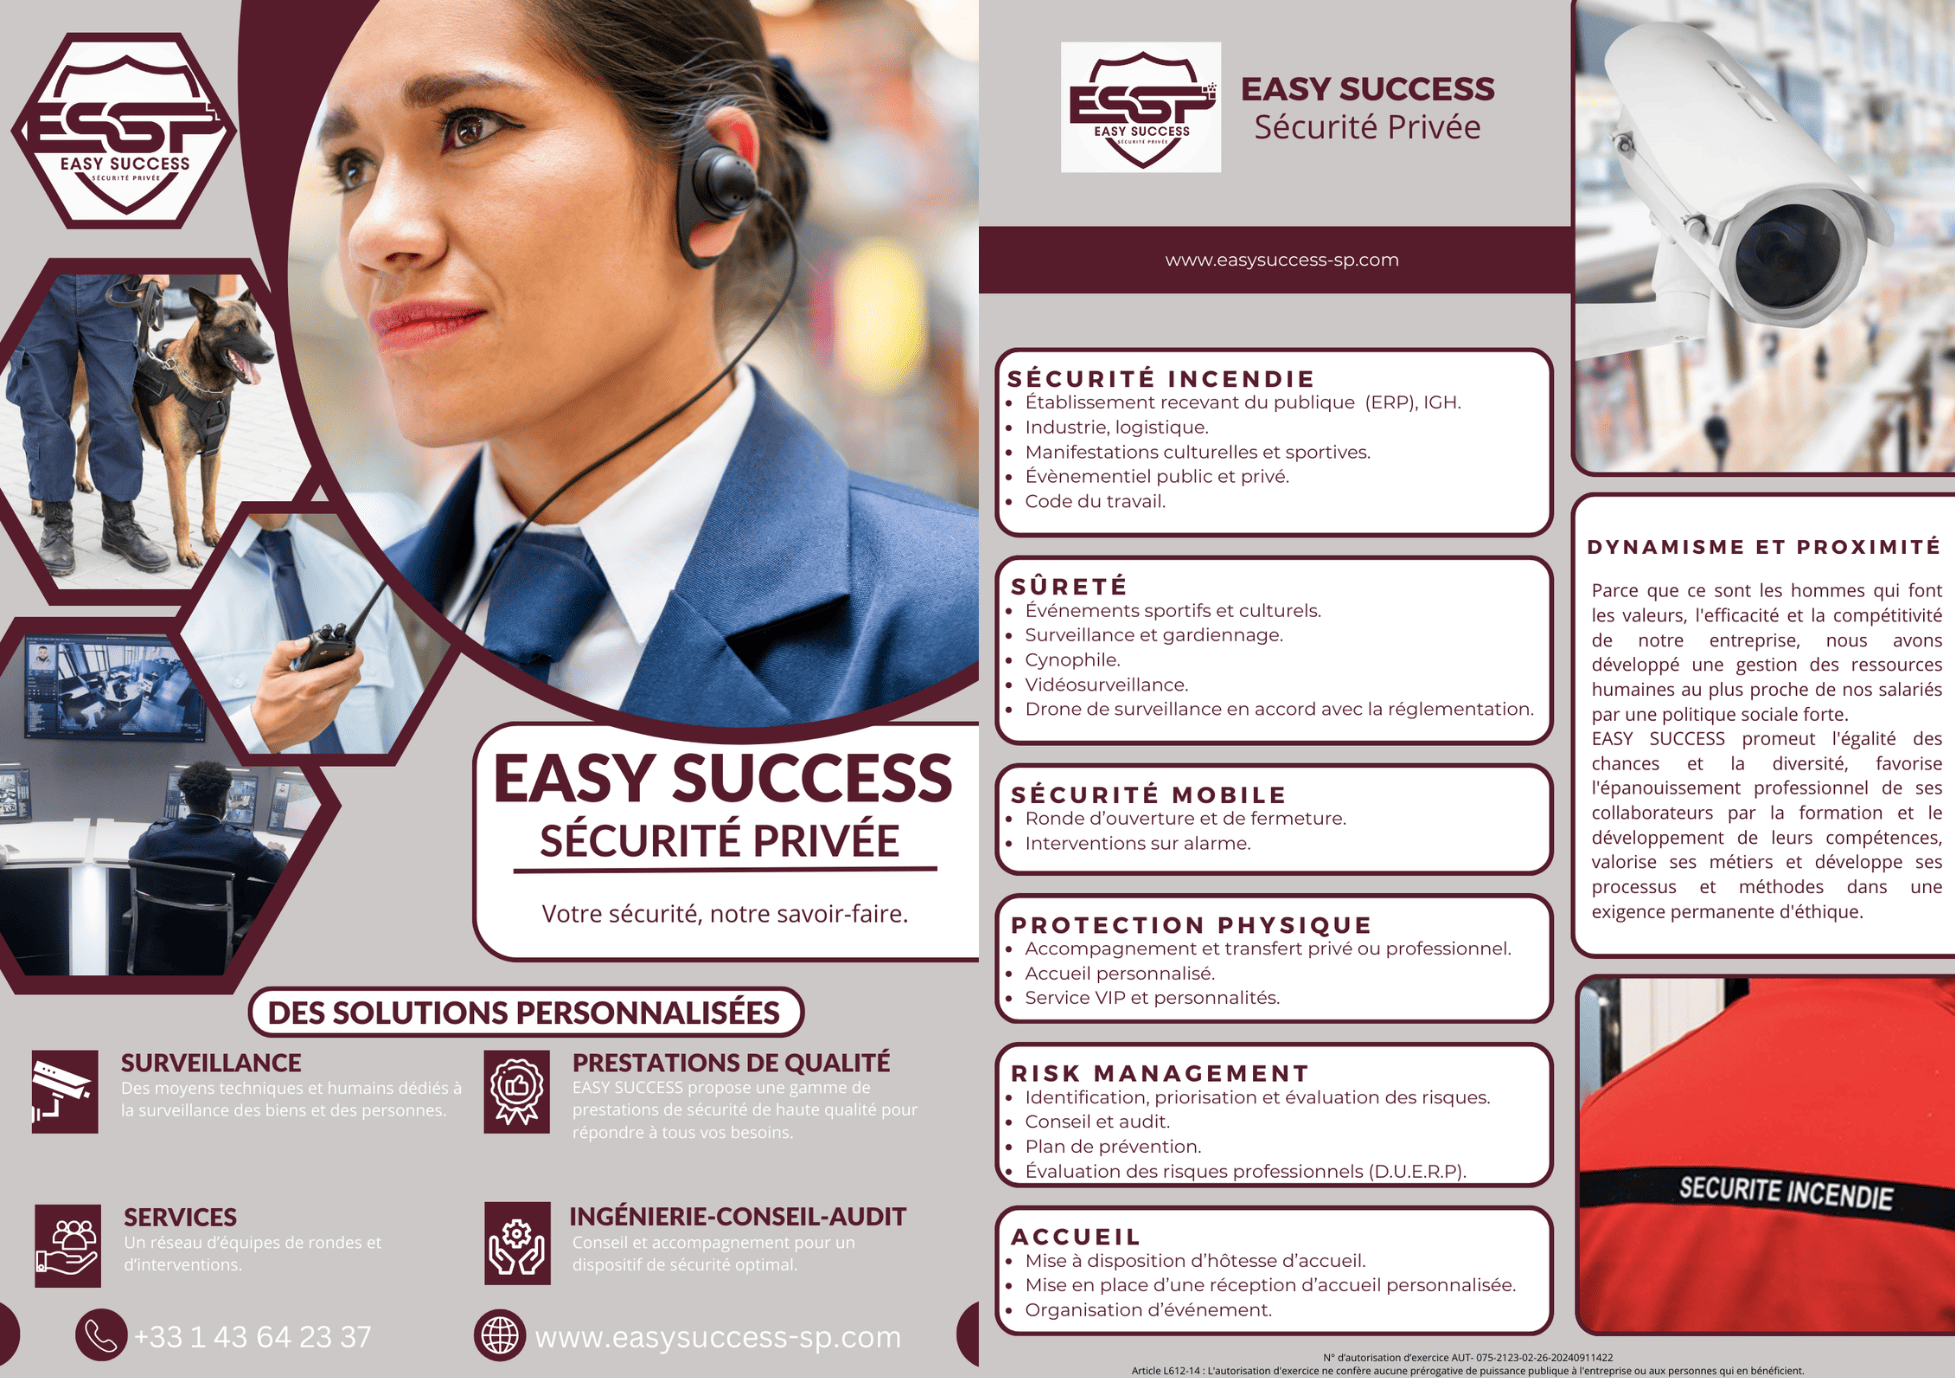 ESSP
EASY SUCCESS
SÉCURITÉ PRIVÉE
EASY SUCCESS
SÉCURITÉ PRIVÉE
Votre sécurité, notre savoir-faire.
DES SOLUTIONS PERSONNALISÉES
SURVEILLANCE
Des moyens techniques et humains dédiés à
la surveillance des biens et des personnes.
PRESTATIONS DE QUALITÉ
EASY SUCCESS propose une gamme de
prestations de sécurité de haute qualité pour
répondre à tous vos besoins.
SERVICES
Un réseau d'équipes de rondes et
d'interventions.
INGÉNIERIE-CONSEIL-AUDIT
Conseil et accompagnement pour un
dispositif de sécurité optimal.
+33 1 43 64 23 37
www.easysuccess-sp.com
ESSP
EASY SUCCESS
SÉCURITÉ PRIVÉE
EASY SUCCESS
Sécurité Privée
www.easysuccess-sp.com
SÉCURITÉ INCENDIE
• Établissement recevant du publique (ERP), IGH.
• Industrie, logistique.
• Manifestations culturelles et sportives.
• Évènementiel public et privé.
• Code du travail.
SÛRETÉ
• Événements sportifs et culturels.
• Surveillance et gardiennage.
• Cynophile.
• Vidéosurveillance.
• Drone de surveillance en accord avec la réglementation.
SÉCURITÉ MOBILE
• Ronde d'ouverture et de fermeture.
• Interventions sur alarme.
PROTECTION PHYSIQUE
• Accompagnement et transfert privé ou professionnel.
• Accueil personnalisé.
• Service VIP et personnalités.
RISK MANAGEMENT
• Identification, priorisation et évaluation des risques.
• Conseil et audit.
• Plan de prévention.
• Évaluation des risques professionnels (D.U.E.R.P).
ACCUEIL
• Mise à disposition d'hôtesse d'accueil.
• Mise en place d'une réception d'accueil personnalisée.
• Organisation d'événement.
DYNAMISME ET PROXIMITÉ
Parce que ce sont les hommes qui font
les valeurs, l'efficacité et la compétitivité
de notre entreprise, nous avons
développé une gestion des ressources
humaines au plus proche de nos salariés
par une politique sociale forte.
EASY SUCCESS promeut l'égalité des
chances et la diversité, favorise
l'épanouissement professionnel de ses
collaborateurs par la formation et le
développement de leurs compétences,
valorise ses métiers et développe ses
processus et méthodes dans une
exigence permanente d'éthique.
SECURITE INCENDIE
N° d'autorisation d'exercice AUT- 075-2123-02-26-20240911422
Article L612-14 : L'autorisation d'exercice ne confère aucune prérogative de puissance publique à l'entreprise ou aux personnes qui en bénéficient.